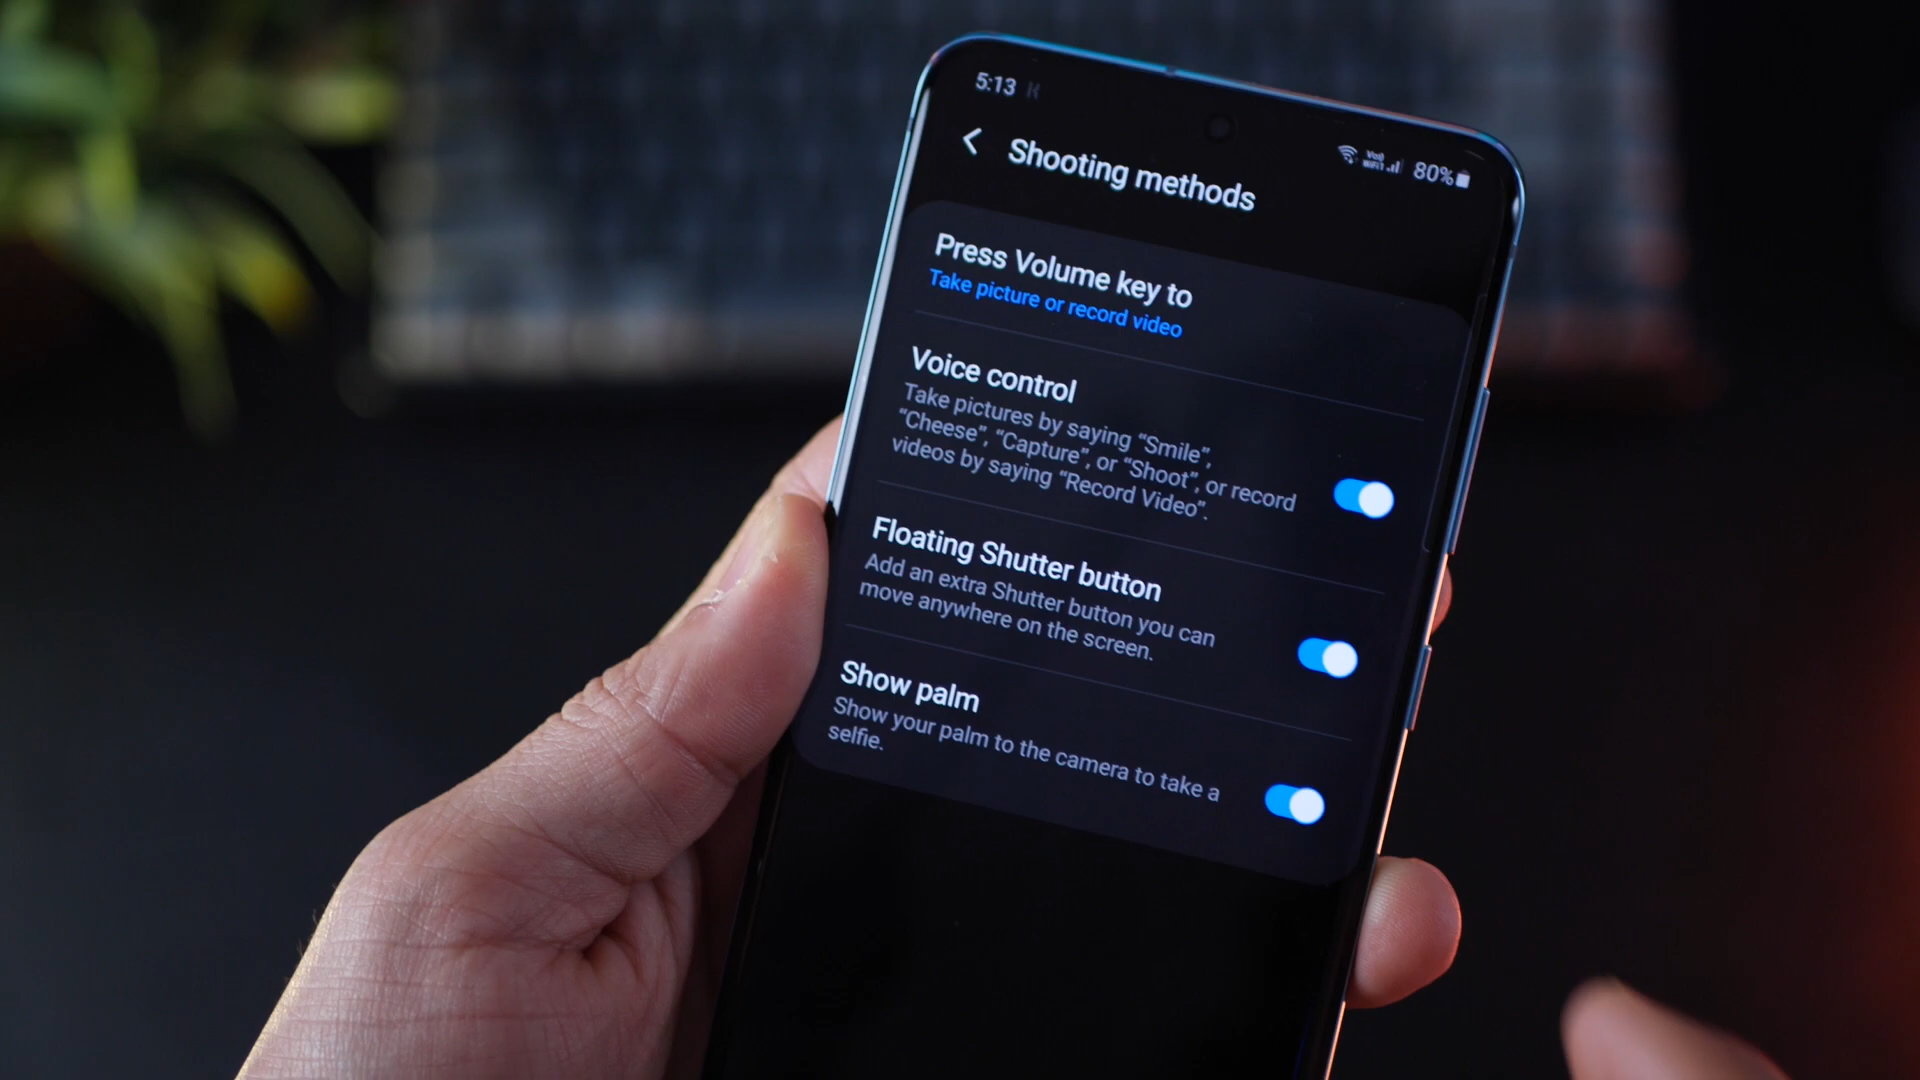 5:13
80%
Shooting methods
Press Volume key to
Take picture or record video
Voice control
Take pictures by saying “Smile”,
“Cheese”, “Capture”, or “Shoot”, or record
videos by saying “Record Video”.
Floating Shutter button
Add an extra Shutter button you can
move anywhere on the screen.
Show palm
Show your palm to the camera to take a
selfie.